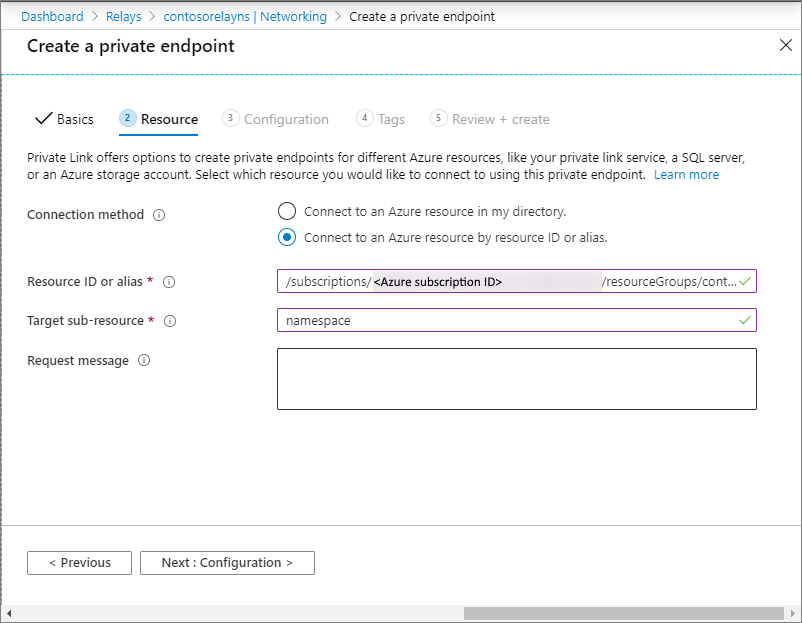 Dashboard > Relays > contosorelayns | Networking > Create a private endpoint
Create a private endpoint
Basics 2 Resource 3 Configuration 4 Tags 5 Review + create
Private Link offers options to create private endpoints for different Azure resources, like your private link service, a SQL server,
or an Azure storage account. Select which resource you would like to connect to using this private endpoint. Learn more
Connection method
Connect to an Azure resource in my directory.
Connect to an Azure resource by resource ID or alias.
Resource ID or alias *
/subscriptions/ <Azure subscription ID> /resourceGroups/cont...
Target sub-resource *
namespace
Request message
< Previous
Next : Configuration >